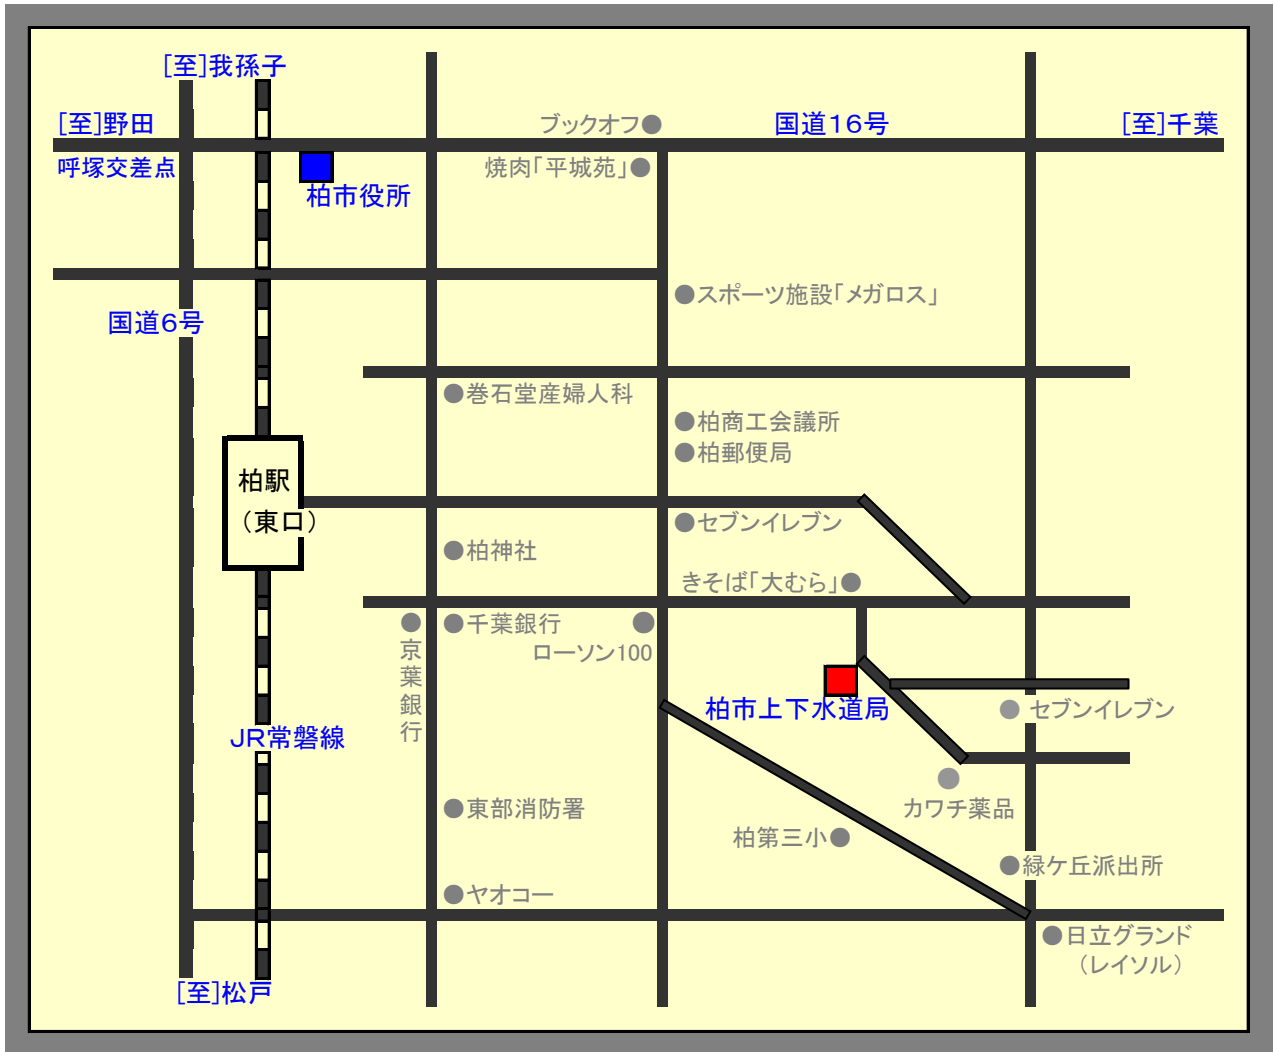 [至]我孫子
[至]野田
ブックオフ●
国道16号
[至]千葉
呼塚交差点
焼肉「平城苑」●
柏市役所
●スポーツ施設「メガロス」
国道6号
●巻石堂産婦人科
●柏商工会議所
●柏郵便局
柏駅
（東口）
●セブンイレブン
●柏神社
きそば「大むら」●
●千葉銀行
京葉銀行
ローソン100
柏市上下水道局
●セブンイレブン
JR常磐線
●東部消防署
カワチ薬品
柏第三小●
●緑ケ丘派出所
●ヤオコー
●日立グランド
（レイソル）
[至]松戸